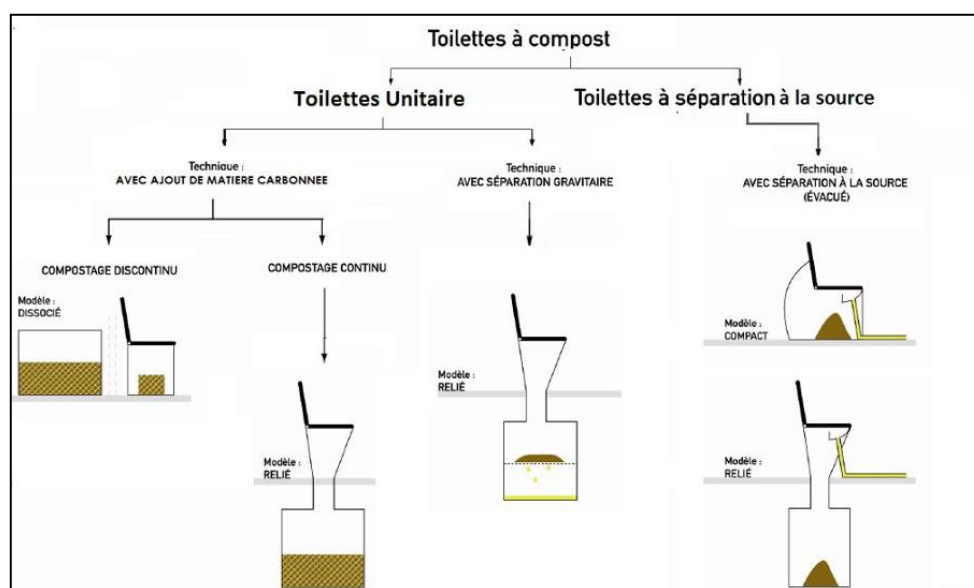 Toilettes à compost
Toilettes Unitaire
Toilettes à séparation à la source
Technique :
AVEC AJOUT DE MATIERE CARBONNEE
Technique :
AVEC SÉPARATION GRAVITAIRE
Technique :
AVEC SÉPARATION À LA SOURCE
(ÉVACUÉ)
COMPOSTAGE DISCONTINU
COMPOSTAGE CONTINU
Modèle :
DISSOCIÉ
Modèle :
RELIÉ
Modèle :
RELIÉ
Modèle :
COMPACT
Modèle :
RELIÉ